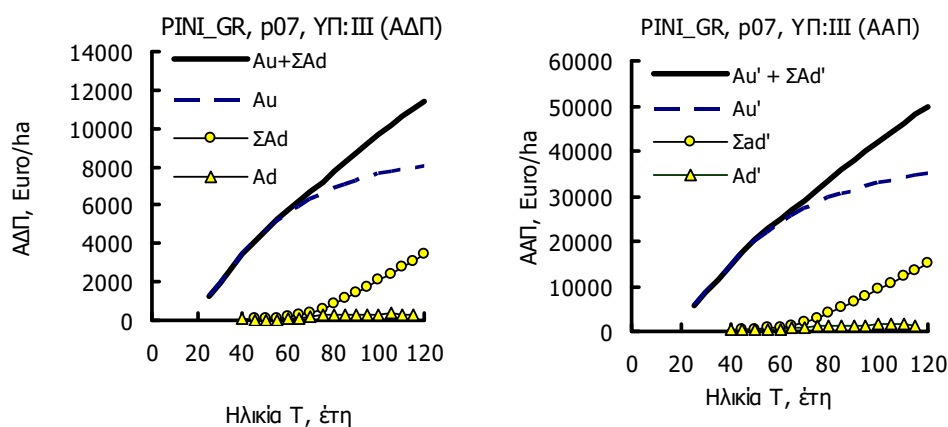 PINI_GR, p07, ΥΠ:III (ΑΔΠ)
14000
12000
10000
8000
6000
4000
2000
0
ΑΔΠ, Euro/ha
Au+ΣAd
Au
ΣAd
Ad
0 20 40 60 80 100 120
Ηλικία Τ, έτη
PINI_GR, p07, ΥΠ:III (ΑΑΠ)
60000
50000
40000
30000
20000
10000
0
ΑΑΠ, Euro/ha
Au' + ΣAd'
Au'
Σad'
Ad'
0 20 40 60 80 100 120
Ηλικία Τ, έτη